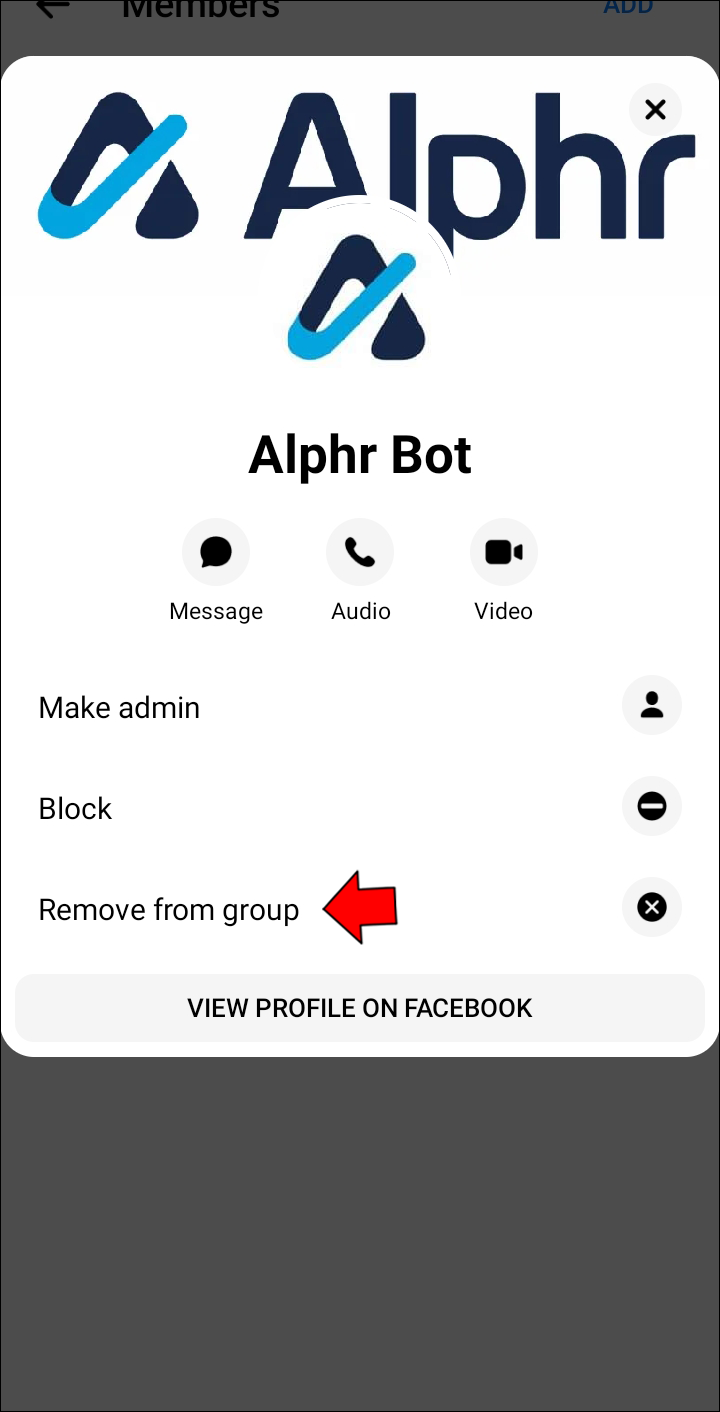 Members ADD
Alphr
Alphr Bot
Message Audio Video
Make admin
Block
Remove from group
VIEW PROFILE ON FACEBOOK